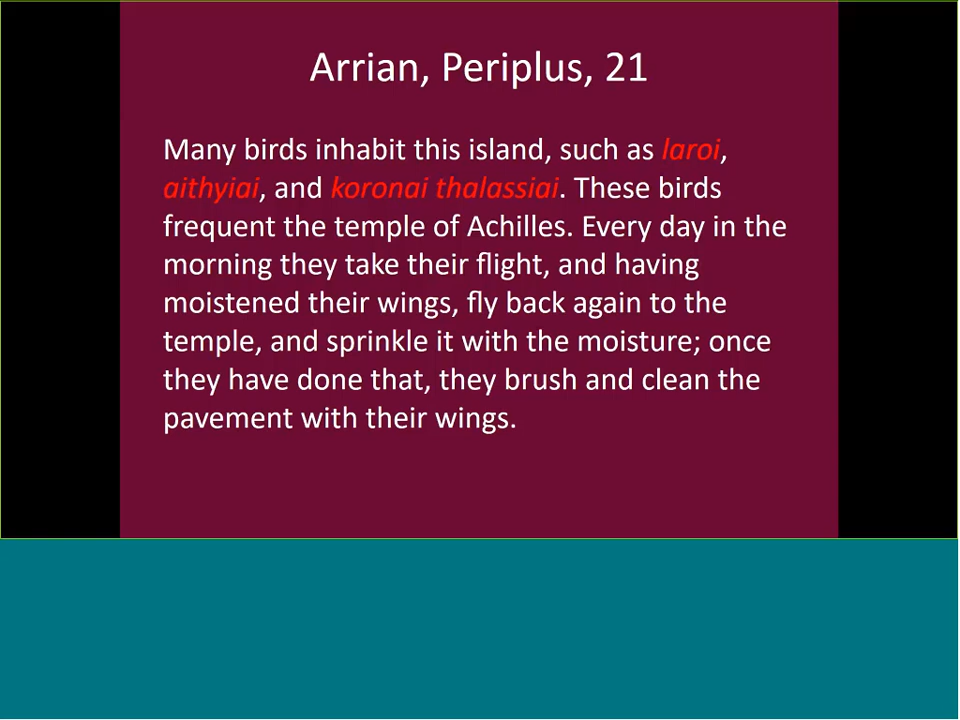 Arrian, Periplus, 21
Many birds inhabit this island, such as laroi,
aithyiai, and koronai thalassiai. These birds
frequent the temple of Achilles. Every day in the
morning they take their flight, and having
moistened their wings, fly back again to the
temple, and sprinkle it with the moisture; once
they have done that, they brush and clean the
pavement with their wings.